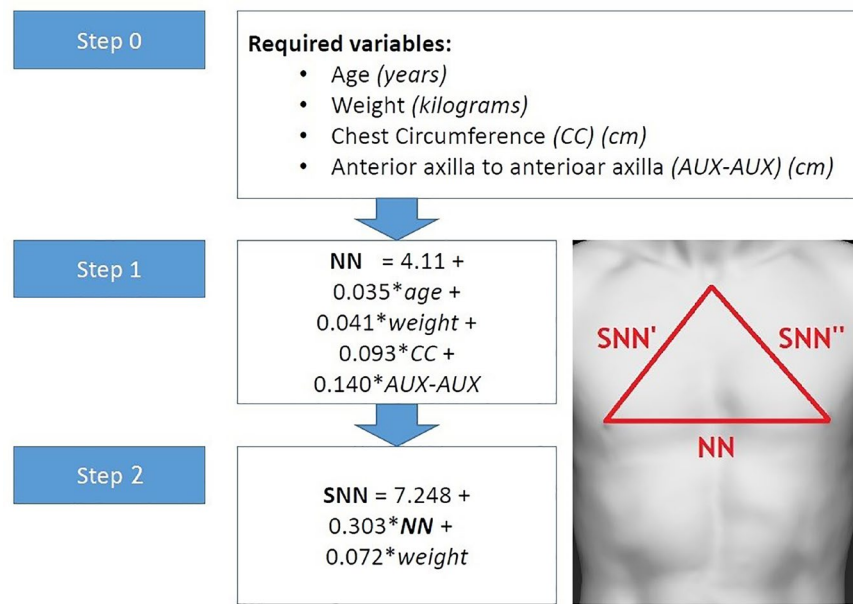 Step 0
Required variables:
• Age (years)
• Weight (kilograms)
• Chest Circumference (CC) (cm)
• Anterior axilla to anterioar axilla (AUX-AUX) (cm)
Step 1
NN = 4.11 +
0.035*age +
0.041*weight +
0.093*CC +
0.140*AUX-AUX
SNN'
SNN"
NN
Step 2
SNN = 7.248 +
0.303*NN +
0.072*weight